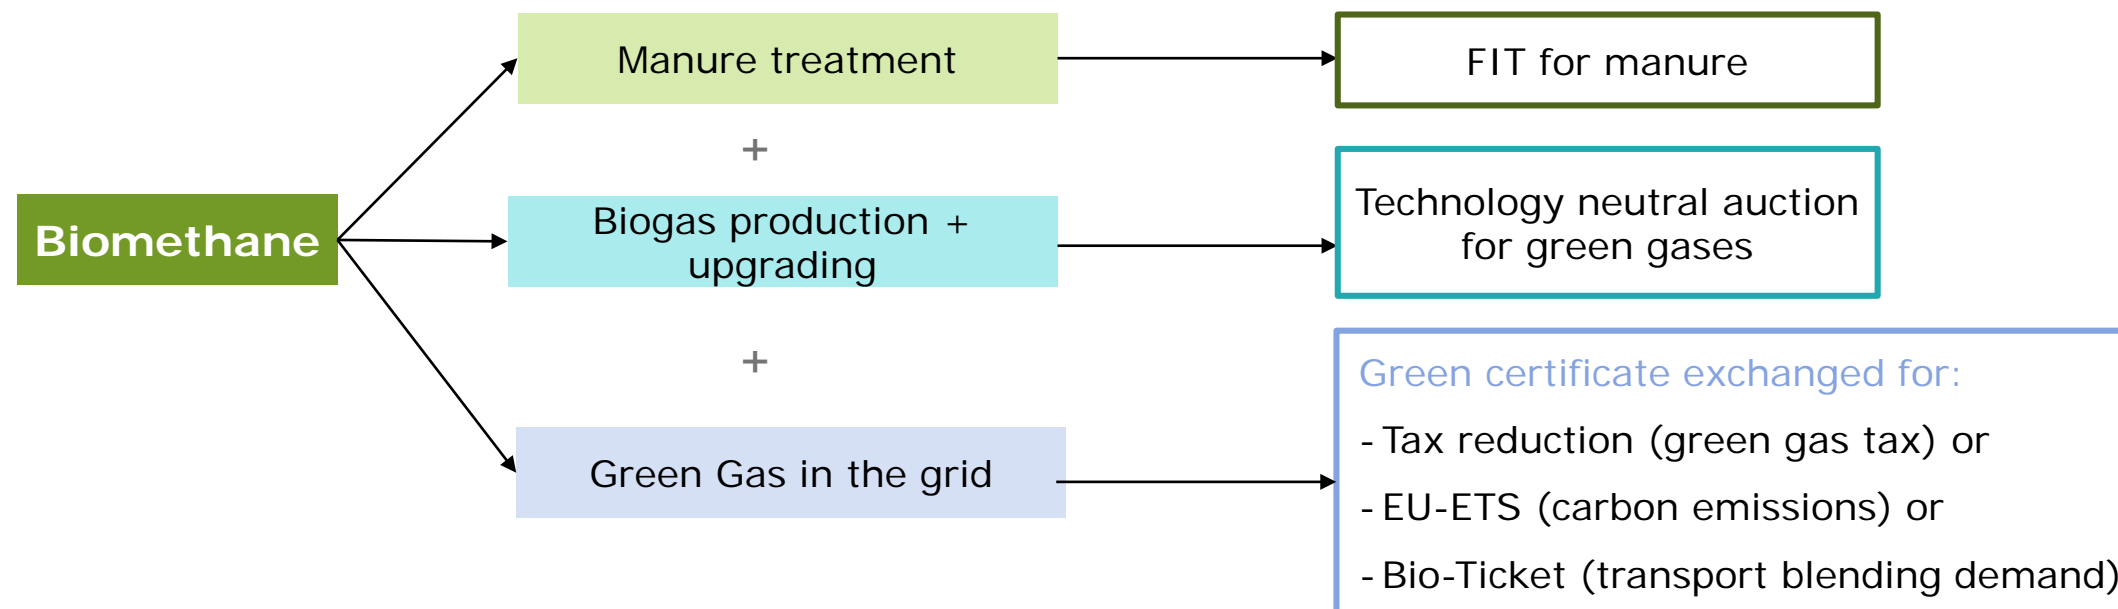 Manure treatment
FIT for manure
+
Biomethane
Biogas production +
upgrading
Technology neutral auction
for green gases
+
Green Gas in the grid
Green certificate exchanged for:
- Tax reduction (green gas tax) or
- EU-ETS (carbon emissions) or
- Bio-Ticket (transport blending demand)